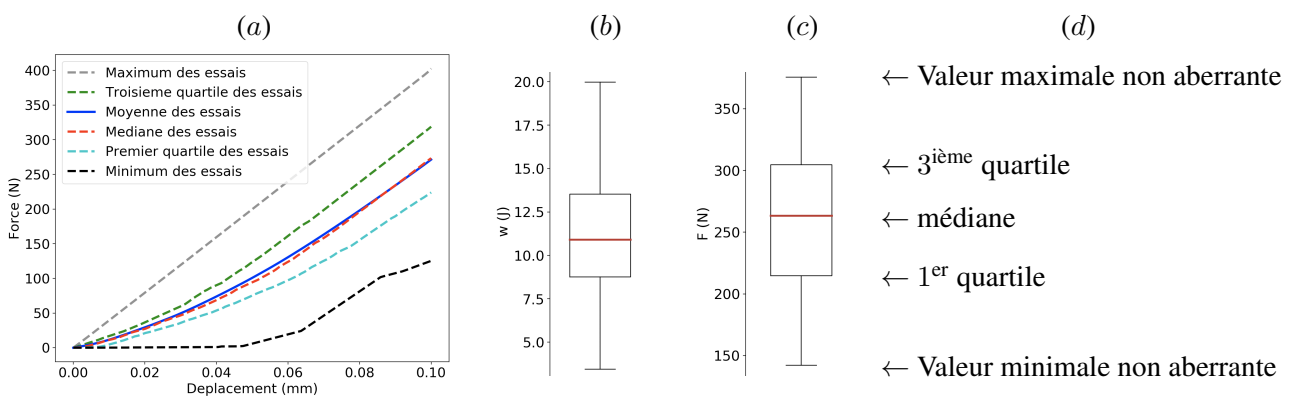 (a)
Maximum des essais
Troisieme quartile des essais
Moyenne des essais
Mediane des essais
Premier quartile des essais
Minimum des essais
Force (N)
400
350
300
250
200
150
100
50
0
0.00 0.02 0.04 0.06 0.08 0.10
Deplacement (mm)
(b)
w (J)
20.0
17.5
15.0
12.5
10.0
7.5
5.0
(c)
F (N)
350
300
250
200
150
(d)
← Valeur maximale non aberrante
← 3ième quartile
← médiane
← 1er quartile
← Valeur minimale non aberrante